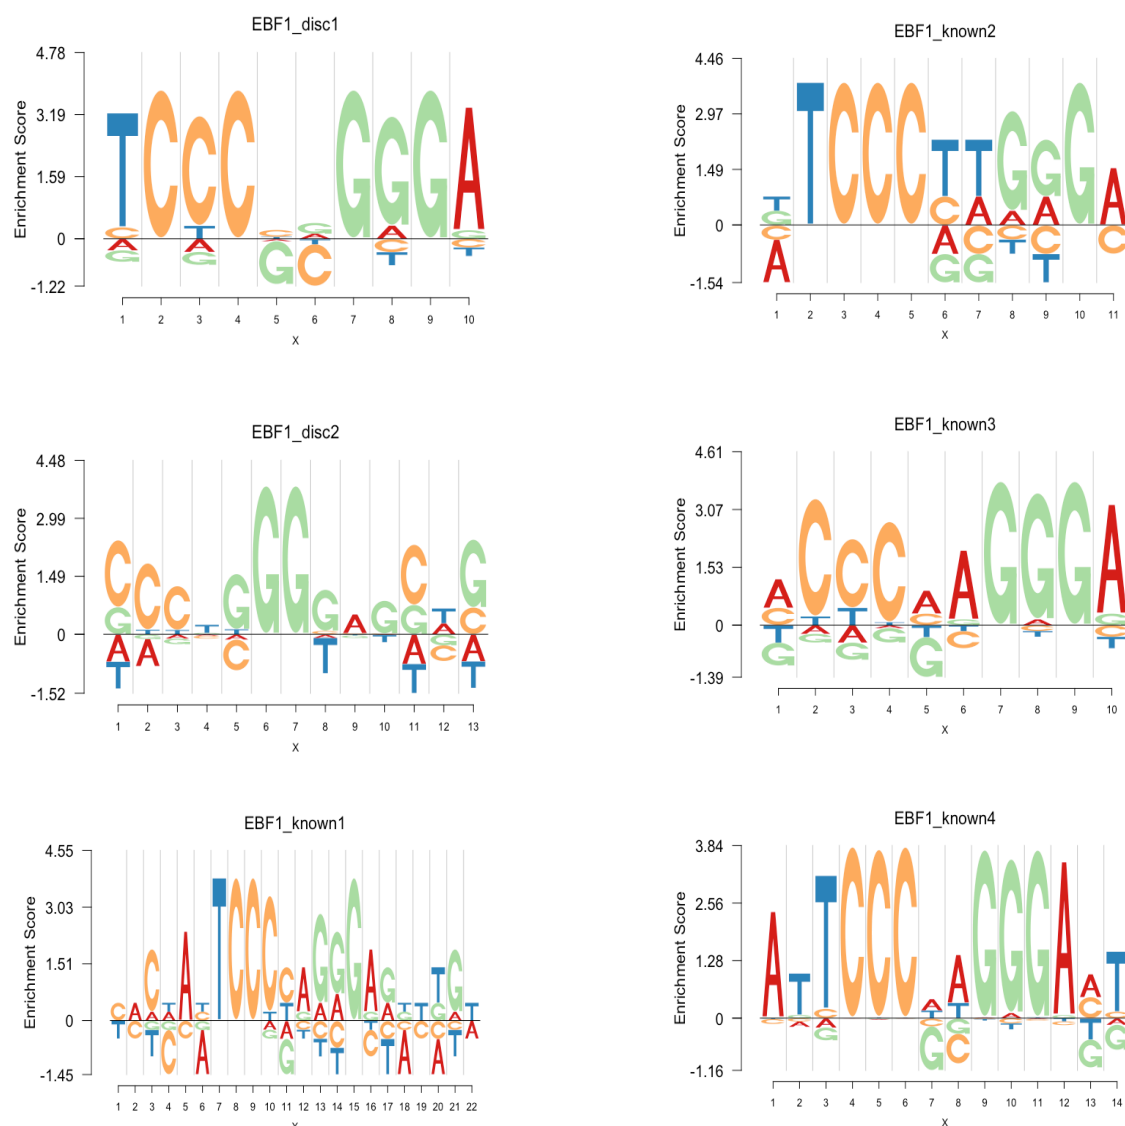 EBF1_disc1
Enrichment Score
4.78
3.19
1.59
0
-1.22
1 2 3 4 5 6 7 8 9 10
X
EBF1_known2
Enrichment Score
4.46
2.97
1.49
0
-1.54
1 2 3 4 5 6 7 8 9 10 11
X
EBF1_disc2
Enrichment Score
4.48
2.99
1.49
0
-1.52
1 2 3 4 5 6 7 8 9 10 11 12 13
X
EBF1_known3
Enrichment Score
4.61
3.07
1.53
0
-1.39
1 2 3 4 5 6 7 8 9 10
X
EBF1_known1
Enrichment Score
4.55
3.03
1.51
0
-1.45
1 2 3 4 5 6 7 8 9 10 11 12 13 14 15 16 17 18 19 20 21 22
X
EBF1_known4
Enrichment Score
3.84
2.56
1.28
0
-1.16
1 2 3 4 5 6 7 8 9 10 11 12 13 14
X